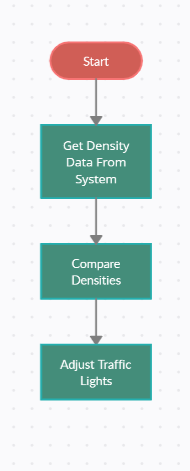 Start
Get Density
Data From
System
Compare
Densities
Adjust Traffic
Lights